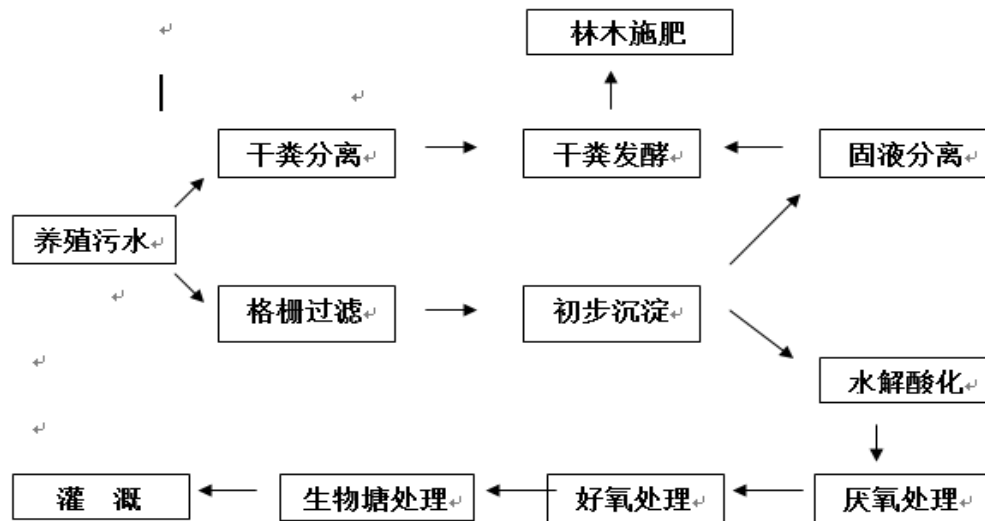 林木施肥
干粪分离
干粪发酵
固液分离
养殖污水
格栅过滤
初步沉淀
水解酸化
灌 溉
生物塘处理
好氧处理
厌氧处理